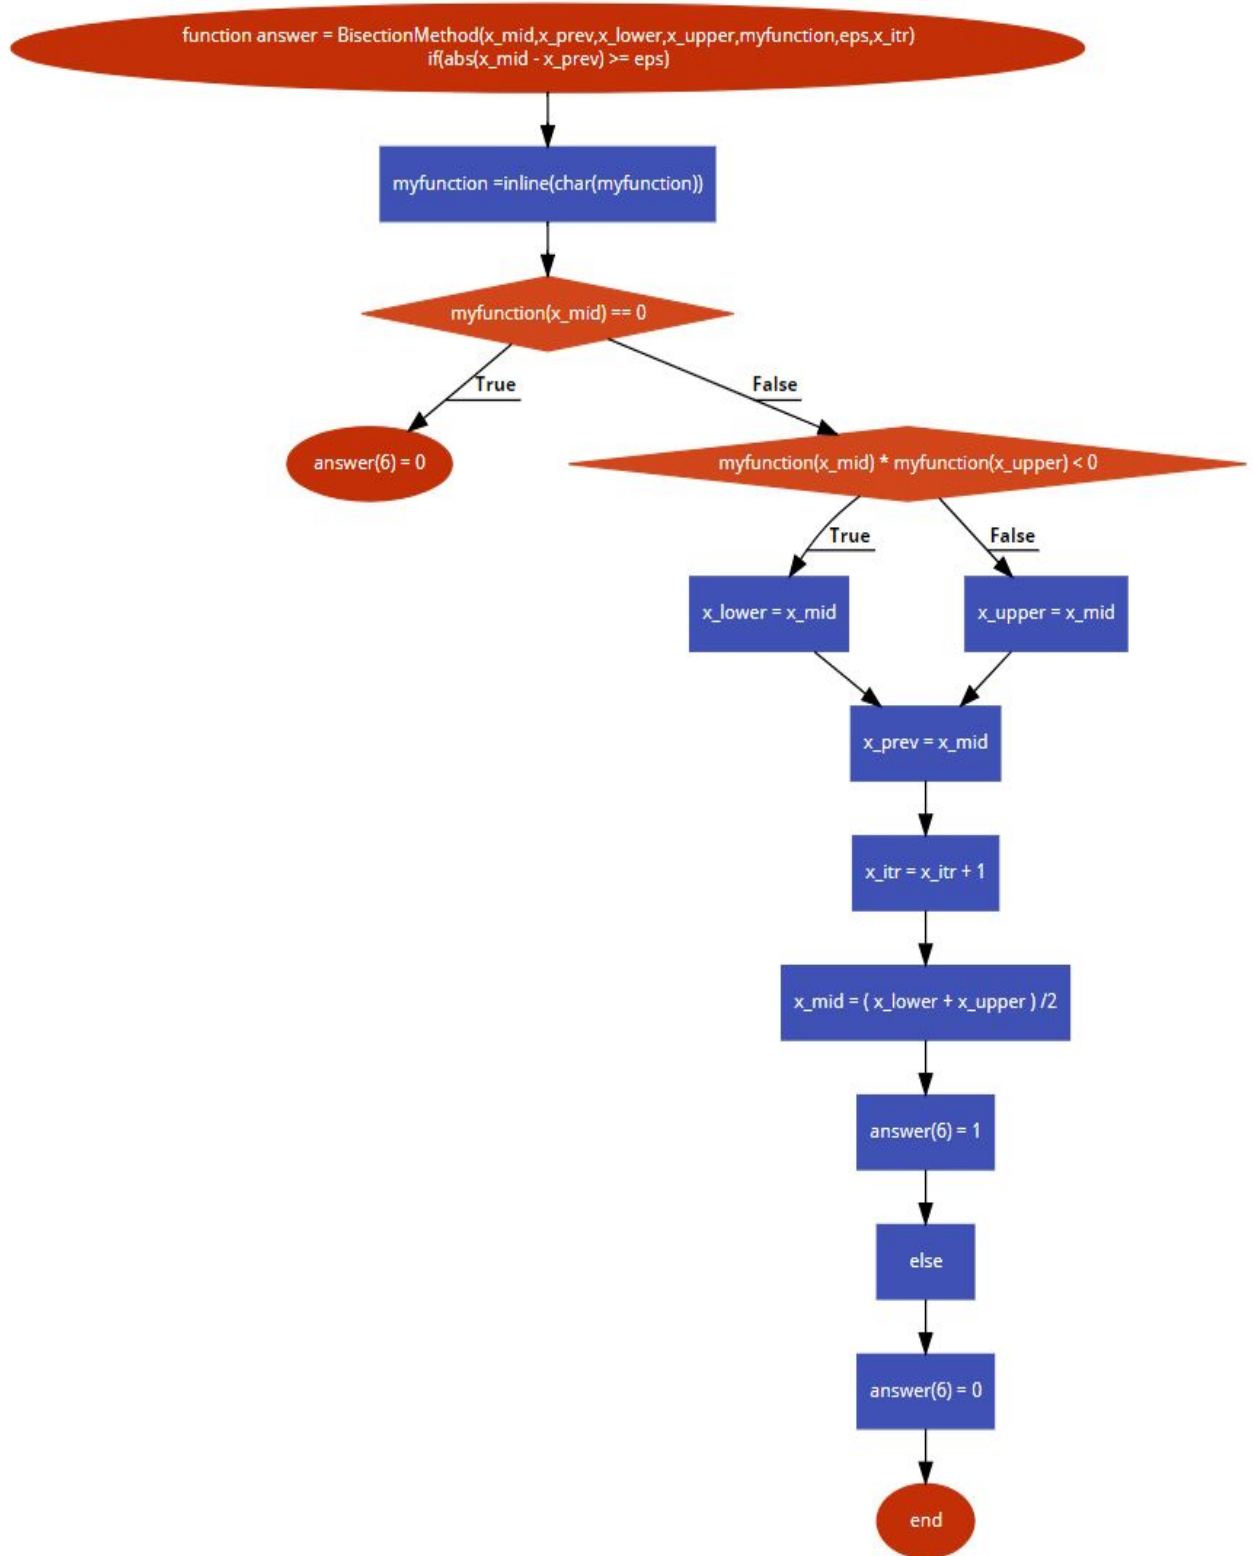 function answer = BisectionMethod(x_mid,x_prev,x_lower,x_upper,myfunction,eps,x_itr)
if(abs(x_mid - x_prev) >= eps)
myfunction =inline(char(myfunction))
myfunction(x_mid) == 0
True
False
answer(6) = 0
myfunction(x_mid) * myfunction(x_upper) < 0
True
False
x_lower = x_mid
x_upper = x_mid
x_prev = x_mid
x_itr = x_itr + 1
x_mid = ( x_lower + x_upper ) /2
answer(6) = 1
else
answer(6) = 0
end